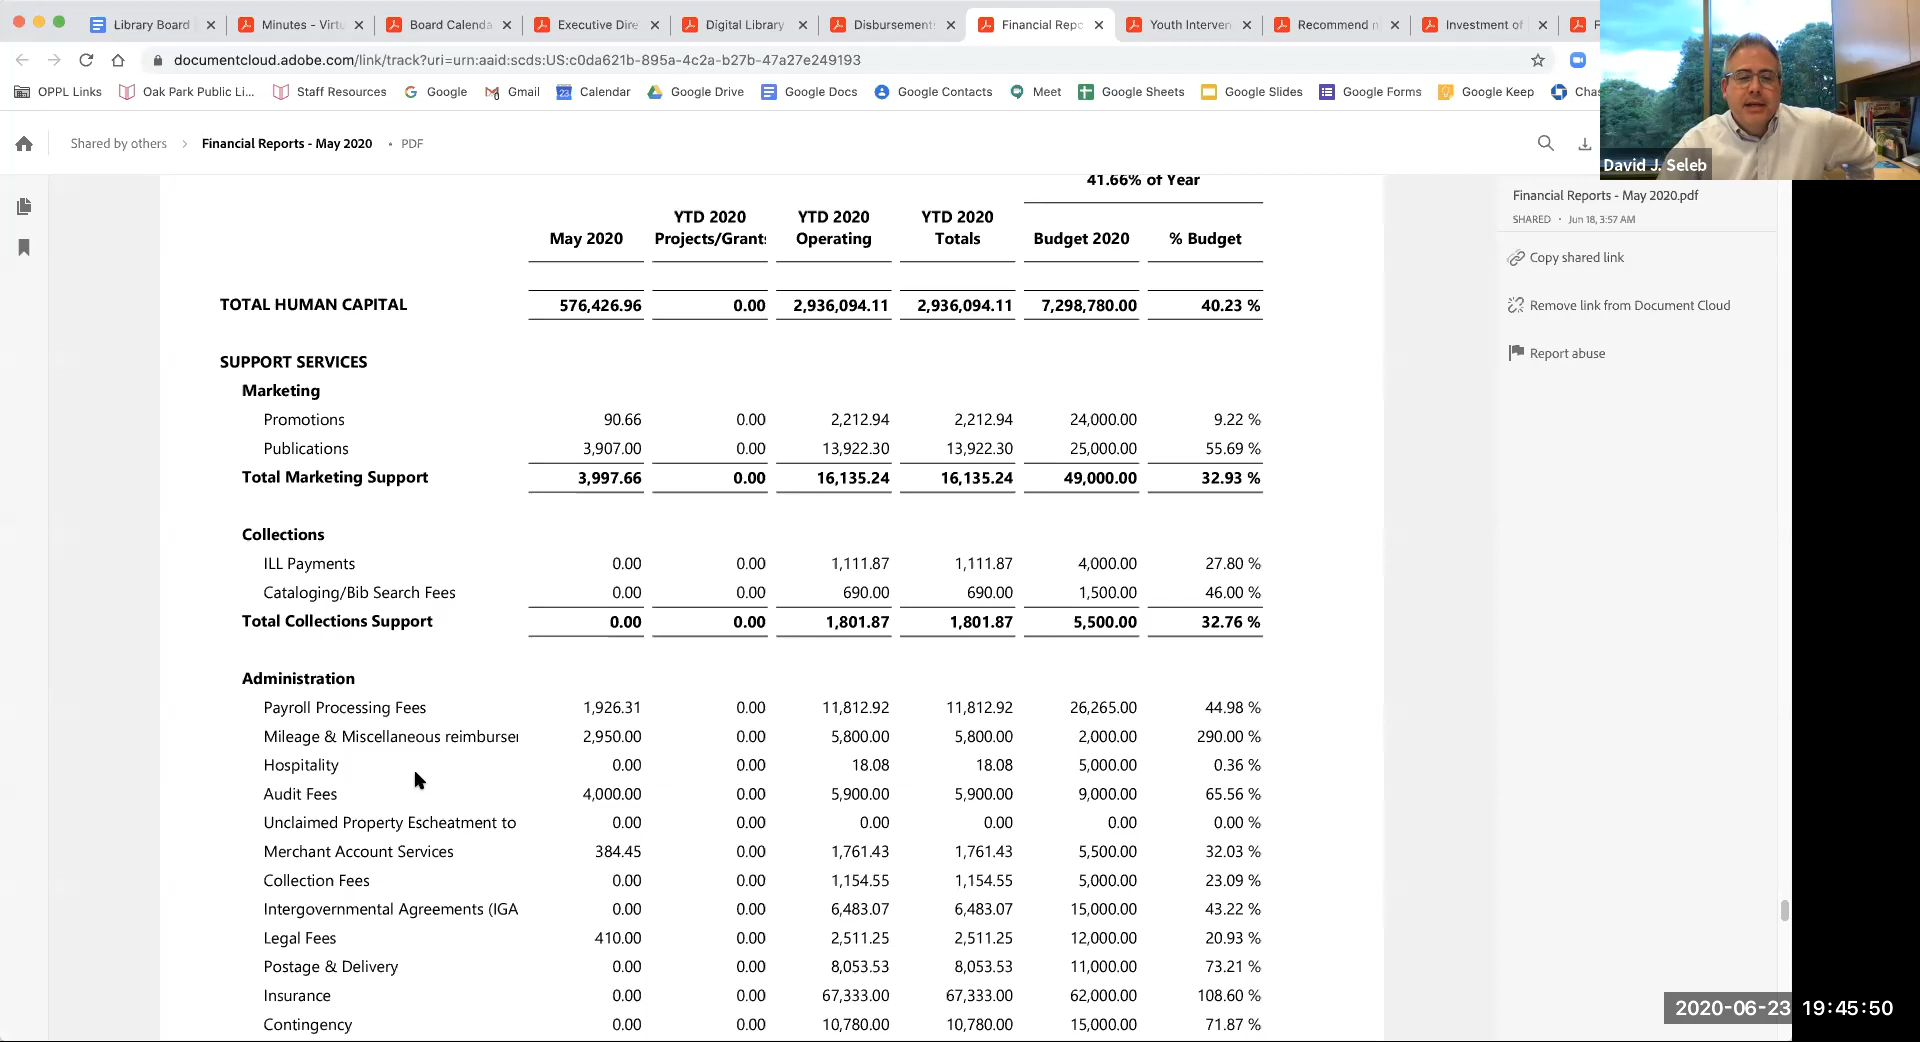 Library Board
Minutes - Virtu
Board Calenda
Executive Dire
Digital Library
Disbursement
Financial Repo
Youth Interven
Recommend n
Investment of
F
documentcloud.adobe.com/link/track?uri=urn:aaid:scds:US:c0da621b-895a-4c2a-b27b-47a27e249193
OPPL Links Oak Park Public Li... Staff Resources Google Gmail Calendar Google Drive Google Docs Google Contacts Meet Google Sheets Google Slides Google Forms Google Keep Chas
David J. Seleb
Shared by others > Financial Reports - May 2020 • PDF
Financial Reports - May 2020.pdf
SHARED • Jun 18, 3:57 AM
Copy shared link
Remove link from Document Cloud
Report abuse
41.66% of Year
YTD 2020 YTD 2020 YTD 2020
May 2020 Projects/Grants Operating Totals Budget 2020 % Budget
TOTAL HUMAN CAPITAL 576,426.96 0.00 2,936,094.11 2,936,094.11 7,298,780.00 40.23 %
SUPPORT SERVICES
Marketing
Promotions 90.66 0.00 2,212.94 2,212.94 24,000.00 9.22 %
Publications 3,907.00 0.00 13,922.30 13,922.30 25,000.00 55.69 %
Total Marketing Support 3,997.66 0.00 16,135.24 16,135.24 49,000.00 32.93 %
Collections
ILL Payments 0.00 0.00 1,111.87 1,111.87 4,000.00 27.80 %
Cataloging/Bib Search Fees 0.00 0.00 690.00 690.00 1,500.00 46.00 %
Total Collections Support 0.00 0.00 1,801.87 1,801.87 5,500.00 32.76 %
Administration
Payroll Processing Fees 1,926.31 0.00 11,812.92 11,812.92 26,265.00 44.98 %
Mileage & Miscellaneous reimburser 2,950.00 0.00 5,800.00 5,800.00 2,000.00 290.00 %
Hospitality 0.00 0.00 18.08 18.08 5,000.00 0.36 %
Audit Fees 4,000.00 0.00 5,900.00 5,900.00 9,000.00 65.56 %
Unclaimed Property Escheatment to 0.00 0.00 0.00 0.00 0.00 0.00 %
Merchant Account Services 384.45 0.00 1,761.43 1,761.43 5,500.00 32.03 %
Collection Fees 0.00 0.00 1,154.55 1,154.55 5,000.00 23.09 %
Intergovernmental Agreements (IGA 0.00 0.00 6,483.07 6,483.07 15,000.00 43.22 %
Legal Fees 410.00 0.00 2,511.25 2,511.25 12,000.00 20.93 %
Postage & Delivery 0.00 0.00 8,053.53 8,053.53 11,000.00 73.21 %
Insurance 0.00 0.00 67,333.00 67,333.00 62,000.00 108.60 %
Contingency 0.00 0.00 10,780.00 10,780.00 15,000.00 71.87 %
2020-06-23 19:45:50